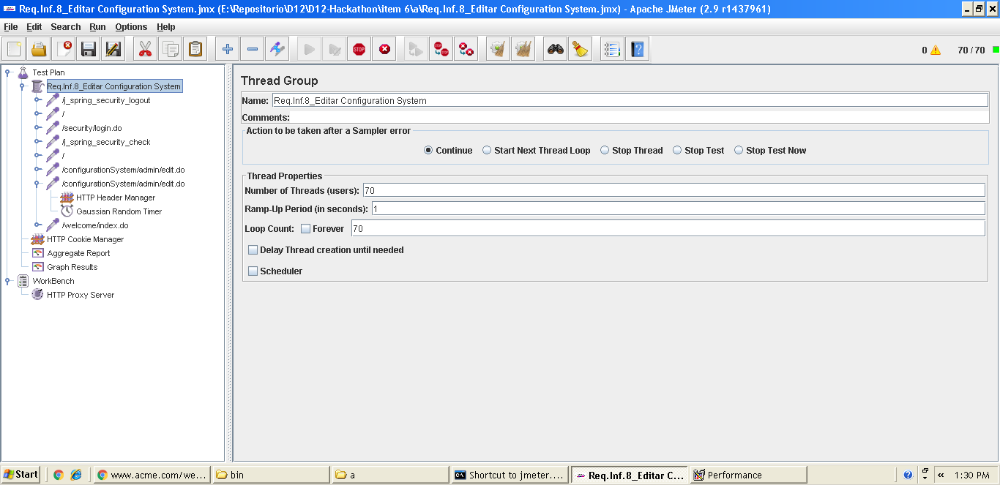 Req.Inf.8_Editar Configuration System.jmx (E:\Repositorio\D12\D12-Hackathon\item 6\a\Req.Inf.8_Editar Configuration System.jmx) - Apache JMeter (2.9 r1437961)
File Edit Search Run Options Help
STOP
0 70 / 70
Test Plan
Req.Inf.8_Editar Configuration System
/j_spring_security_logout
/
/security/login.do
/j_spring_security_check
/
/configurationSystem/admin/edit.do
/configurationSystem/admin/edit.do
HTTP Header Manager
Gaussian Random Timer
/welcome/index.do
HTTP Cookie Manager
Aggregate Report
Graph Results
WorkBench
HTTP Proxy Server
Thread Group
Name: Req.Inf.8_Editar Configuration System
Comments:
Action to be taken after a Sampler error
Continue Start Next Thread Loop Stop Thread Stop Test Stop Test Now
Thread Properties
Number of Threads (users): 70
Ramp-Up Period (in seconds): 1
Loop Count: Forever 70
Delay Thread creation until needed
Scheduler
Start www.acme.com/we... bin a Shortcut to jmeter.... Req.Inf.8_Editar C... Performance 1:30 PM